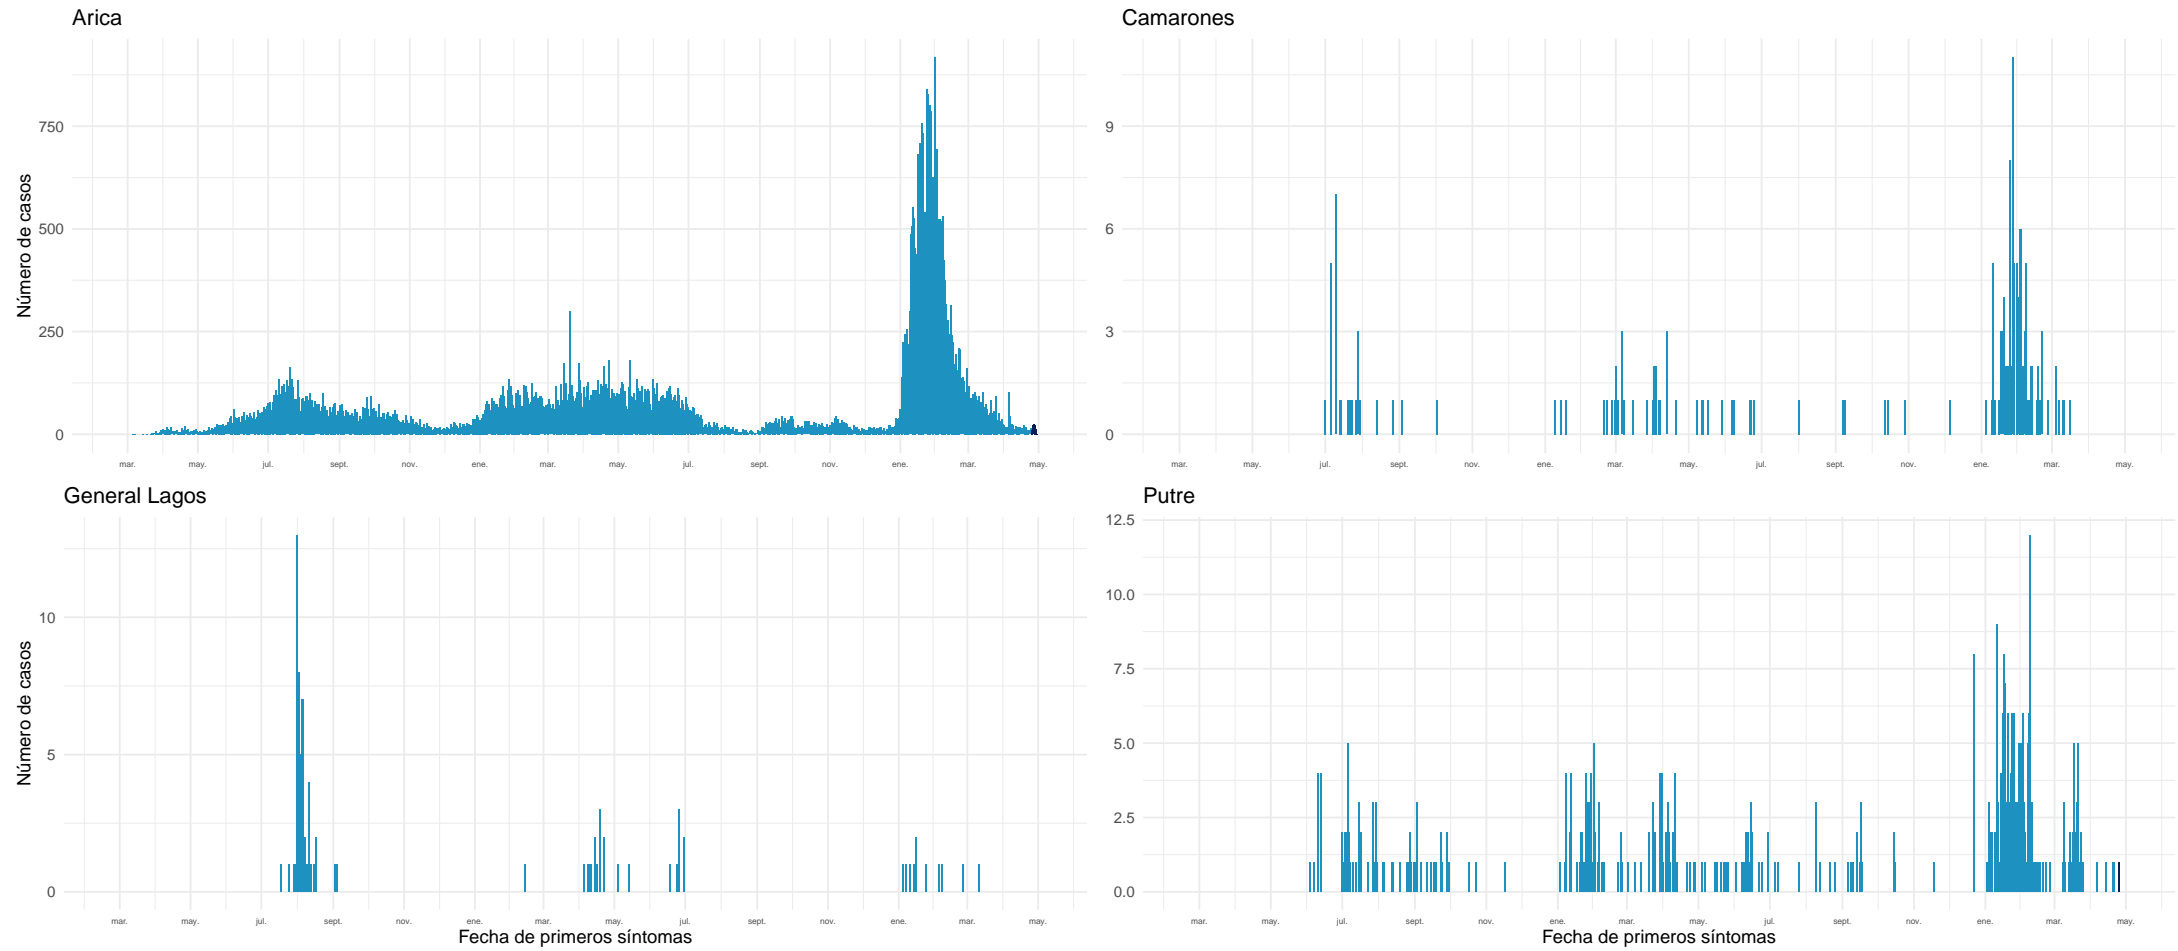 Arica
Número de casos
750
500
250
0
mar. may. jul. sept. nov. ene. mar. may. jul. sept. nov. ene. mar. may.
Camarones
9
6
3
0
mar. may. jul. sept. nov. ene. mar. may. jul. sept. nov. ene. mar. may.
General Lagos
Número de casos
10
5
0
mar. may. jul. sept. nov. ene. mar. may. jul. sept. nov. ene. mar. may.
Fecha de primeros síntomas
Putre
12.5
10.0
7.5
5.0
2.5
0.0
mar. may. jul. sept. nov. ene. mar. may. jul. sept. nov. ene. mar. may.
Fecha de primeros síntomas